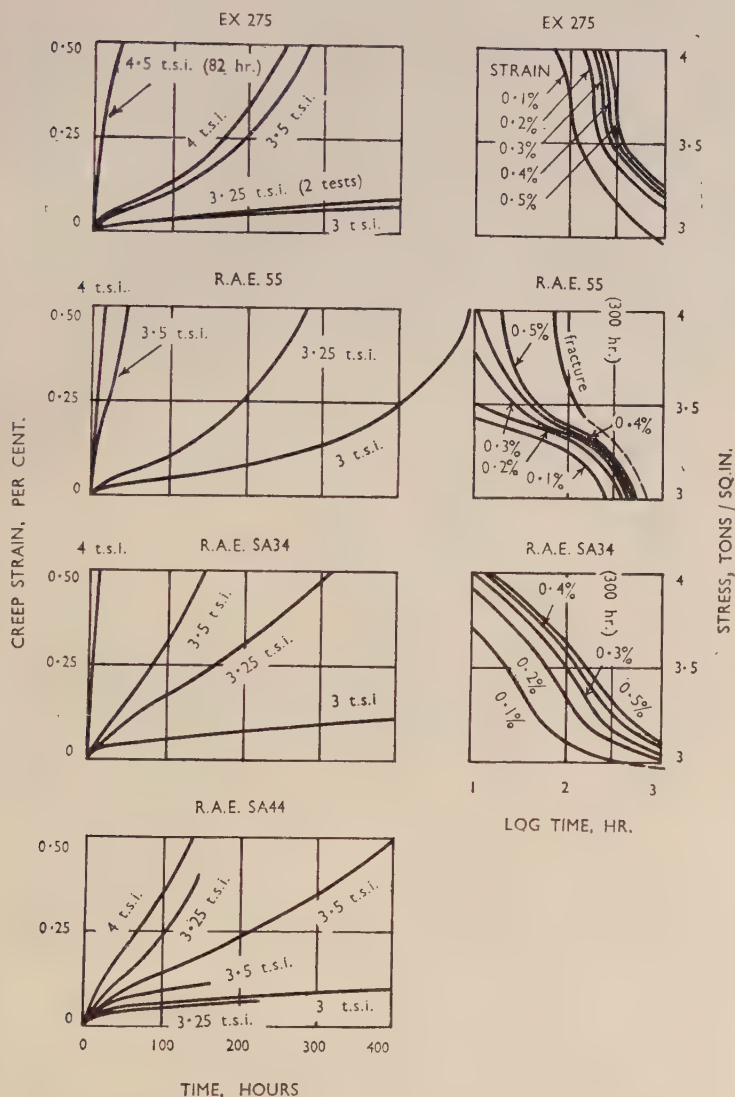 EX 275
0·50
4·5 t.s.i. (82 hr.)
4 t.s.i.
3·5 t.s.i.
0·25
3·25 t.s.i. (2 tests)
3 t.s.i.
0
EX 275
STRAIN
0·1%
0·2%
0·3%
0·4%
0·5%
4
3·5
3
R.A.E. 55
4 t.s.i.
0·50
3·5 t.s.i.
3·25 t.s.i.
0·25
3 t.s.i.
0
R.A.E. 55
(300 hr.)
0·5%
fracture
0·4%
0·3%
0·2%
0·1%
4
3·5
3
R.A.E. SA34
4 t.s.i.
0·50
3·5 t.s.i.
3·25 t.s.i.
0·25
3 t.s.i
0
R.A.E. SA34
(300 hr.)
0·4%
0·3%
0·2%
0·5%
0·1%
4
3·5
3
1
2
3
LOG TIME, HR.
R.A.E. SA44
0·50
4 t.s.i.
3·25 t.s.i.
3·5 t.s.i.
0·25
3·5 t.s.i.
3 t.s.i.
3·25 t.s.i.
0
0
100
200
300
400
TIME, HOURS
CREEP STRAIN, PER CENT.
STRESS, TONS / SQ.IN.